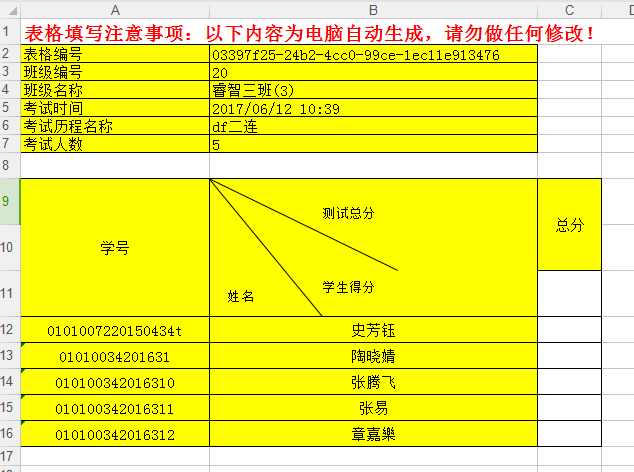 A B C
1 表格填写注意事项：以下内容为电脑自动生成，请勿做任何修改！
2 表格编号 03397f25-24b2-4cc0-99ce-1ec11e913476
3 班级编号 20
4 班级名称 睿智三班(3)
5 考试时间 2017/06/12 10:39
6 考试历程名称 df二连
7 考试人数 5
8
9 测试总分
总分
10 学号
11 学生得分
姓名
12 0101007220150434t 史芳钰
13 01010034201631 陶晓婧
14 010100342016310 张腾飞
15 010100342016311 张易
16 010100342016312 章嘉樂
17